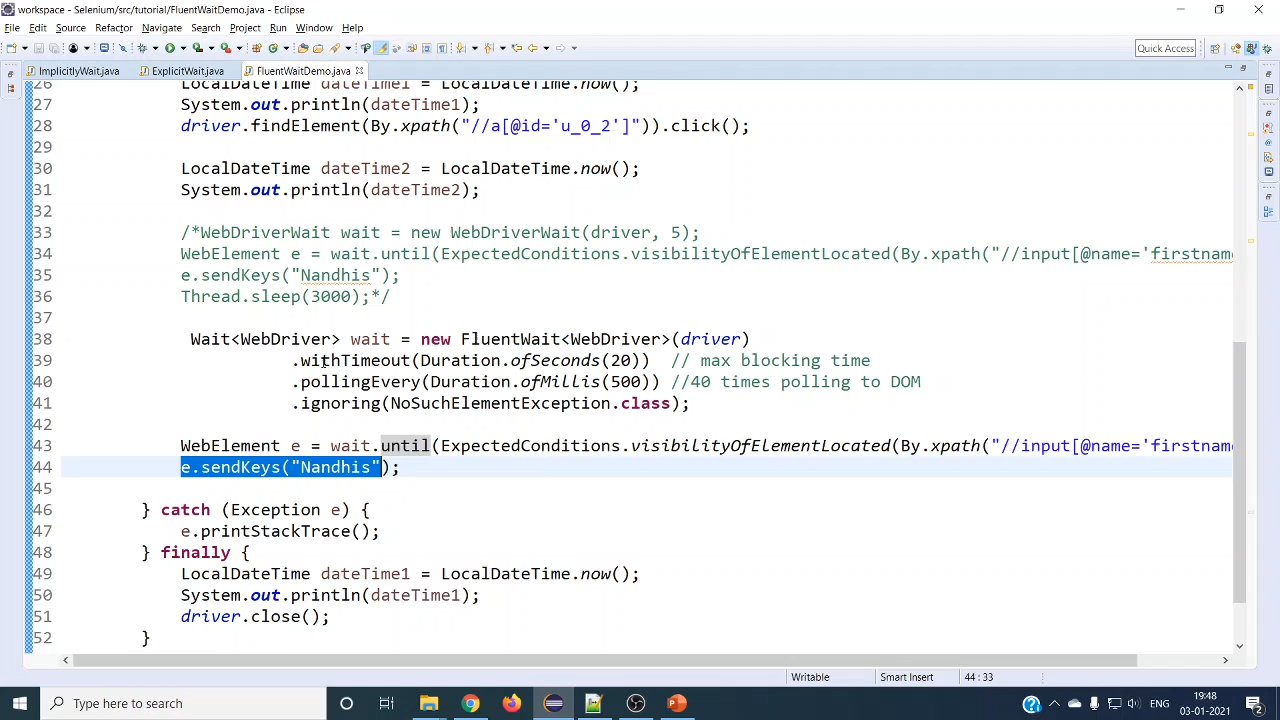 workspace - Selenium/src/tutorial/FluentWaitDemo.java - Eclipse
File Edit Source Refactor Navigate Search Project Run Window Help
Quick Access
ImplicitlyWait.java ExplicitWait.java FluentWaitDemo.java
26 LocalDateTime dateTime1 = LocalDateTime.now();
27 System.out.println(dateTime1);
28 driver.findElement(By.xpath("//a[@id='u_0_2']")).click();
29
30 LocalDateTime dateTime2 = LocalDateTime.now();
31 System.out.println(dateTime2);
32
33 /*WebDriverWait wait = new WebDriverWait(driver, 5);
34 WebElement e = wait.until(ExpectedConditions.visibilityOfElementLocated(By.xpath("//input[@name='firstname
35 e.sendKeys("Nandhis");
36 Thread.sleep(3000);*/
37
38 Wait<WebDriver> wait = new FluentWait<WebDriver>(driver)
39 .withTimeout(Duration.ofSeconds(20)) // max blocking time
40 .pollingEvery(Duration.ofMillis(500)) //40 times polling to DOM
41 .ignoring(NoSuchElementException.class);
42
43 WebElement e = wait.until(ExpectedConditions.visibilityOfElementLocated(By.xpath("//input[@name='firstname
44 e.sendKeys("Nandhis");
45
46 } catch (Exception e) {
47 e.printStackTrace();
48 } finally {
49 LocalDateTime dateTime1 = LocalDateTime.now();
50 System.out.println(dateTime1);
51 driver.close();
52 }
Writable Smart Insert 44 : 33
Type here to search
ENG
19:48
03-01-2021
2